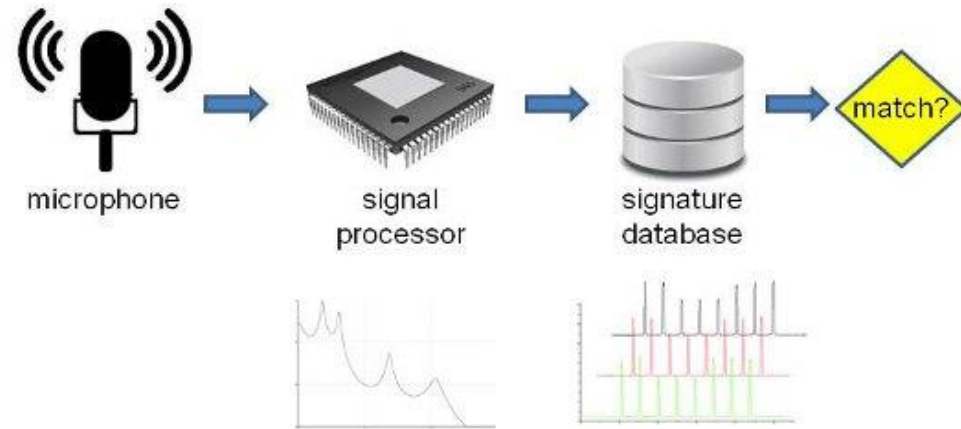 microphone
signal
processor
signature
database
match?